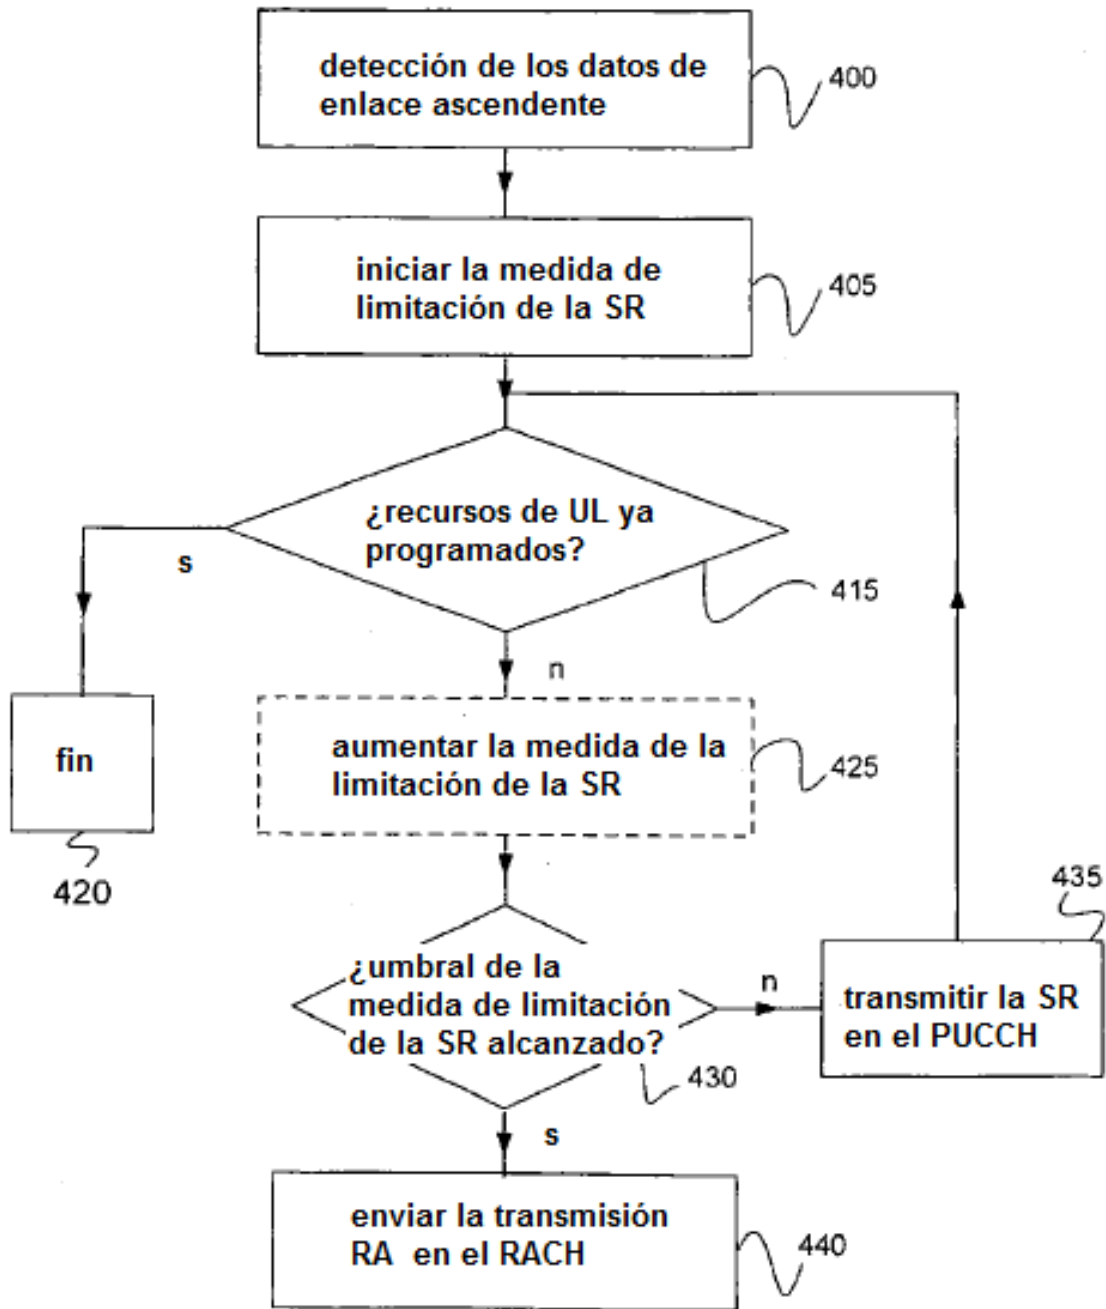 detección de los datos de
enlace ascendente
400
iniciar la medida de
limitación de la SR
405
¿recursos de UL ya
programados?
415
s
n
fin
420
aumentar la medida de la
limitación de la SR
425
¿umbral de la
medida de limitación
de la SR alcanzado?
430
n
435
transmitir la SR
en el PUCCH
s
enviar la transmisión
RA en el RACH
440